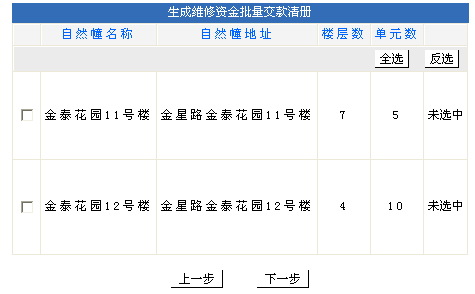 生成维修资金批量交款清册
自然幢名称 自然幢地址 楼层数 单元数
全选 反选
金泰花园11号楼 金星路金泰花园11号楼 7 5 未选中
金泰花园12号楼 金星路金泰花园12号楼 4 10 未选中
上一步 下一步